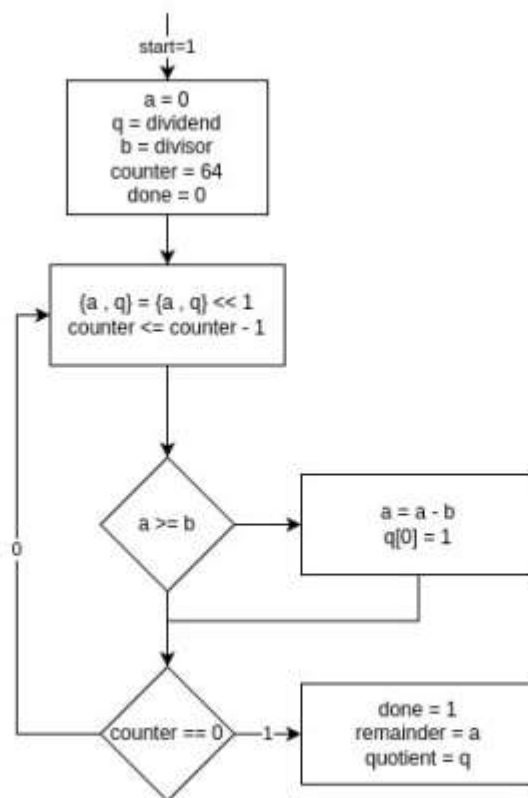 start=1
a = 0
q = dividend
b = divisor
counter = 64
done = 0
{a , q} = {a , q} << 1
counter <= counter - 1
a >= b
a = a - b
q[0] = 1
0
counter == 0
1
done = 1
remainder = a
quotient = q